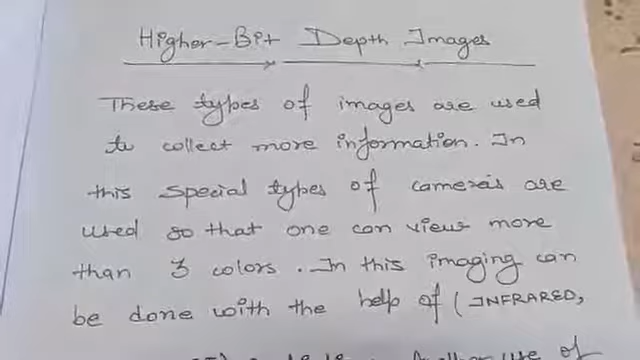 Higher-Bit Depth Images
These types of images are used
to collect more information. In
this special types of cameras are
used so that one can view more
than 3 colors. In this imaging can
be done with the help of (INFRARED,
use of